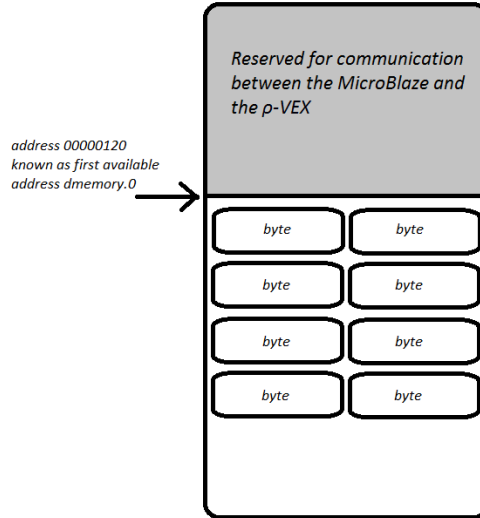 Reserved for communication
between the MicroBlaze and
the ρ-VEX
address 00000120
known as first available
address dmemory.0
byte byte
byte byte
byte byte
byte byte